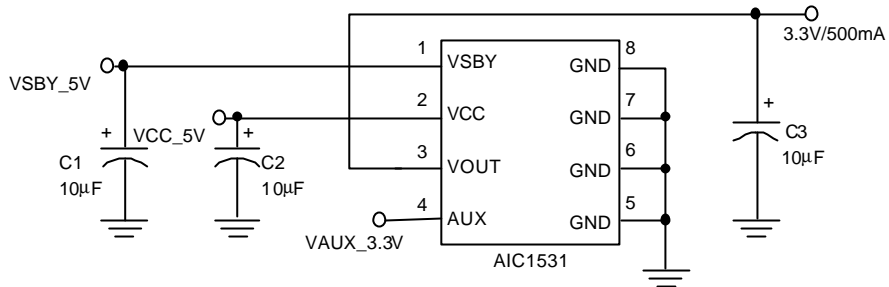 3.3V/500mA
1
VSBY
8
GND
VSBY_5V
2
VCC
7
GND
+
VCC_5V
+
+
C1
10µF
C2
10µF
3
VOUT
6
GND
C3
10µF
4
AUX
5
GND
VAUX_3.3V
AIC1531